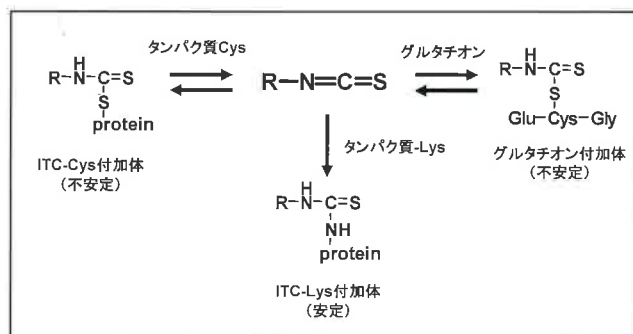 タンパク質Cys
グルタチオン
H
R-N-C=S
S
protein
ITC-Cys付加体
(不安定)
R-N=C=S
H
R-N-C=S
S
Glu-Cys-Gly
グルタチオン付加体
(不安定)
タンパク質-Lys
H
R-N-C=S
NH
protein
ITC-Lys付加体
(安定)